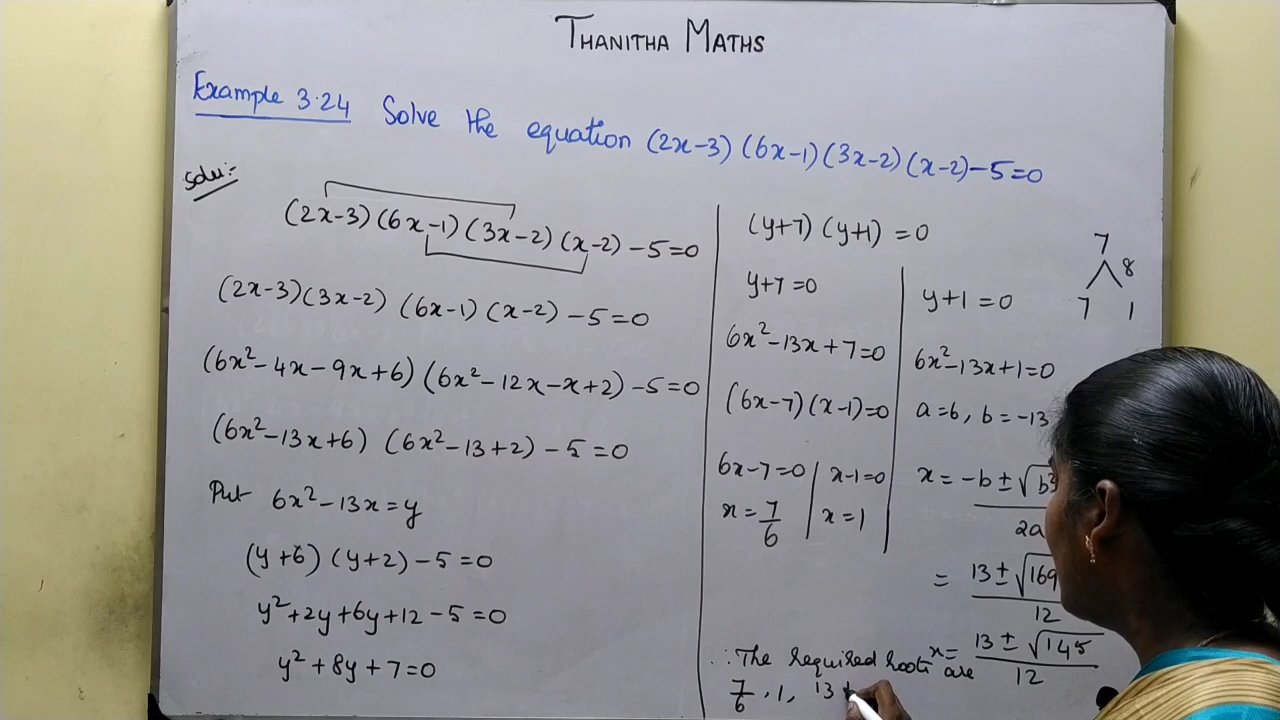 THANITHA MATHS
Example 3.24 Solve the equation (2x-3) (6x-1) (3x-2) (x-2) - 5 = 0
Solu:-
(2x-3) (6x-1) (3x-2) (x-2) - 5 = 0
(2x-3) (3x-2) (6x-1) (x-2) - 5 = 0
(6x² - 4x - 9x + 6) (6x² - 12x - x + 2) - 5 = 0
(6x² - 13x + 6) (6x² - 13 + 2) - 5 = 0
Put 6x² - 13x = y
(y + 6) (y + 2) - 5 = 0
y² + 2y + 6y + 12 - 5 = 0
y² + 8y + 7 = 0
(y+7) (y+1) = 0
7
8
7 1
y+7 = 0
6x² - 13x + 7 = 0
(6x-7) (x-1) = 0
6x-7 = 0 | x-1 = 0
x = 7/6 | x = 1
y+1 = 0
6x² - 13x + 1 = 0
a = 6, b = -13
x = -b ± √b²
2a
= 13 ± √169
12
x = 13 ± √145
12
∴ The required roots are
7/6, 1, 13